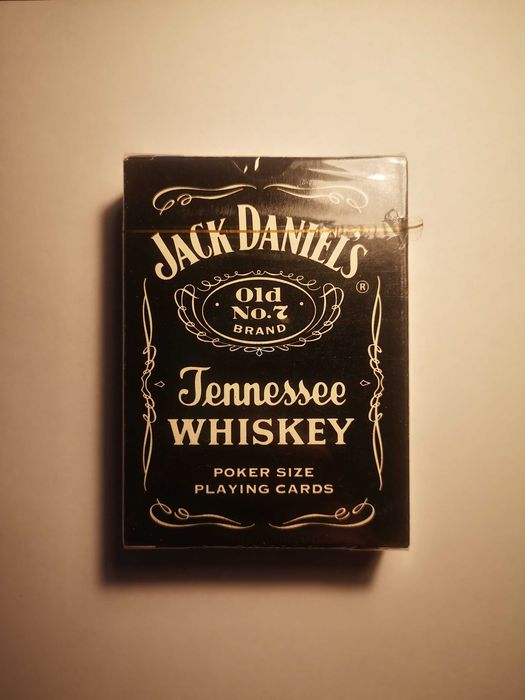 JACK DANIEL'S
®
Old
No.7
BRAND
Tennessee
WHISKEY
POKER SIZE
PLAYING CARDS